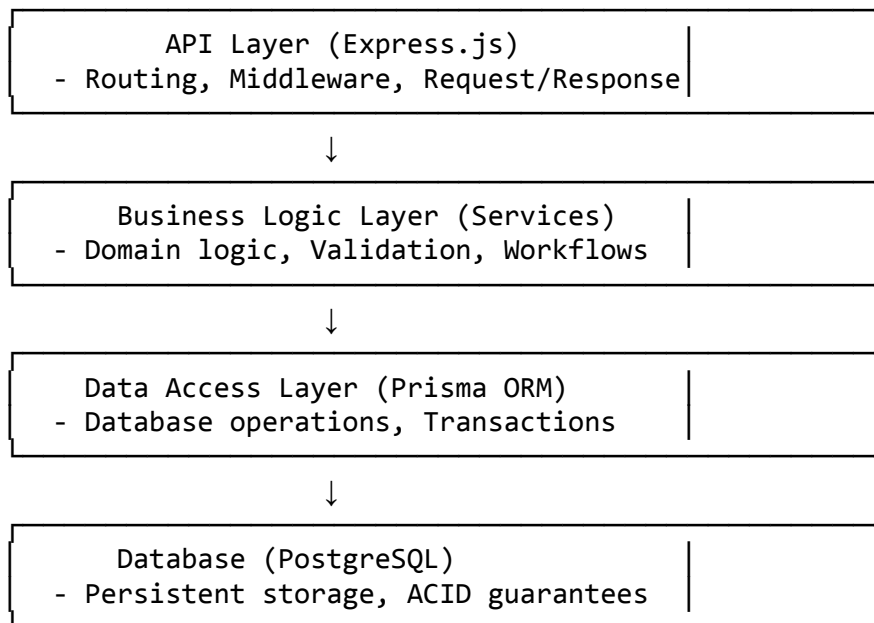 API Layer (Express.js)
- Routing, Middleware, Request/Response
↓
Business Logic Layer (Services)
- Domain logic, Validation, Workflows
↓
Data Access Layer (Prisma ORM)
- Database operations, Transactions
↓
Database (PostgreSQL)
- Persistent storage, ACID guarantees